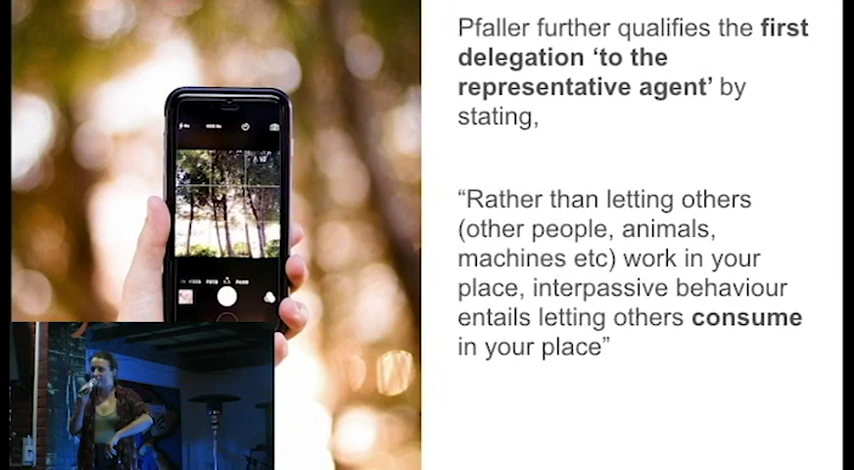 Pfaller further qualifies the first
delegation ‘to the
representative agent’ by
stating,
“Rather than letting others
(other people, animals,
machines etc) work in your
place, interpassive behaviour
entails letting others consume
in your place”